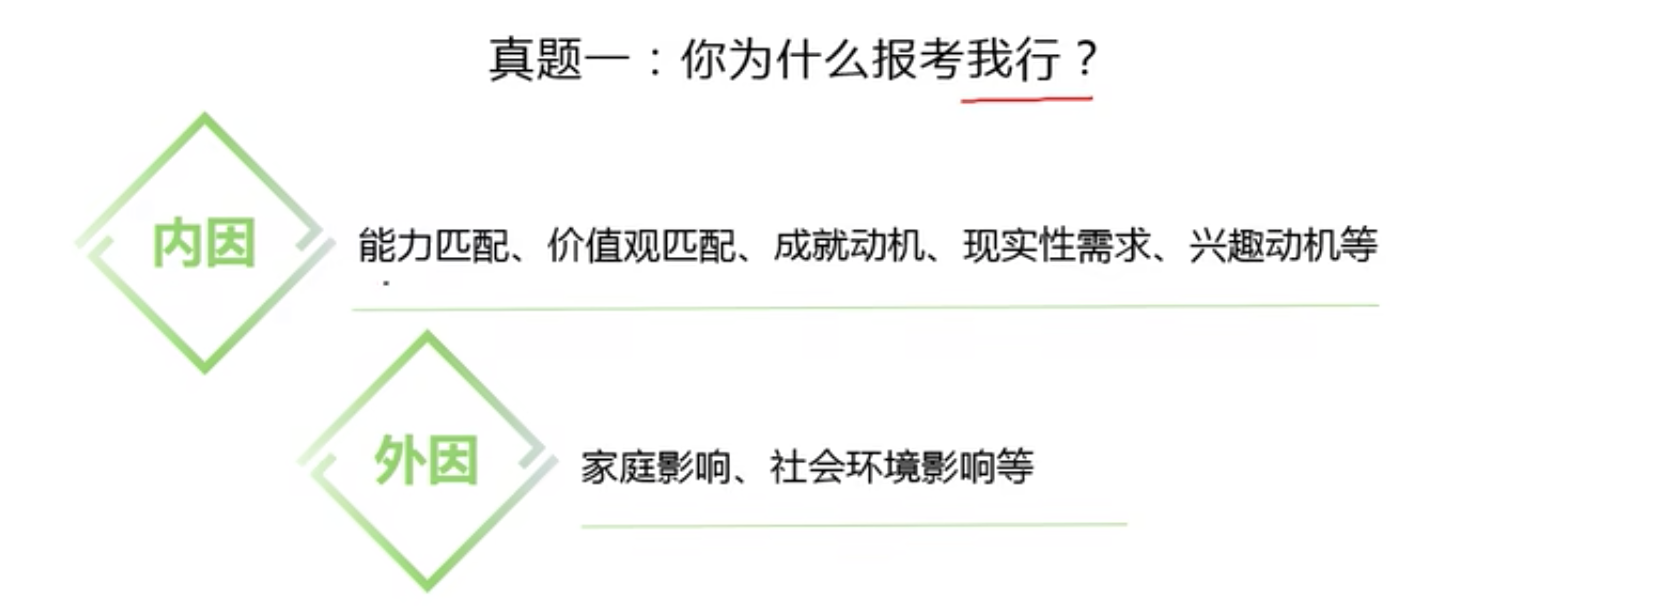 真题一：你为什么报考我行？
内因
能力匹配、价值观匹配、成就动机、现实性需求、兴趣动机等
外因
家庭影响、社会环境影响等